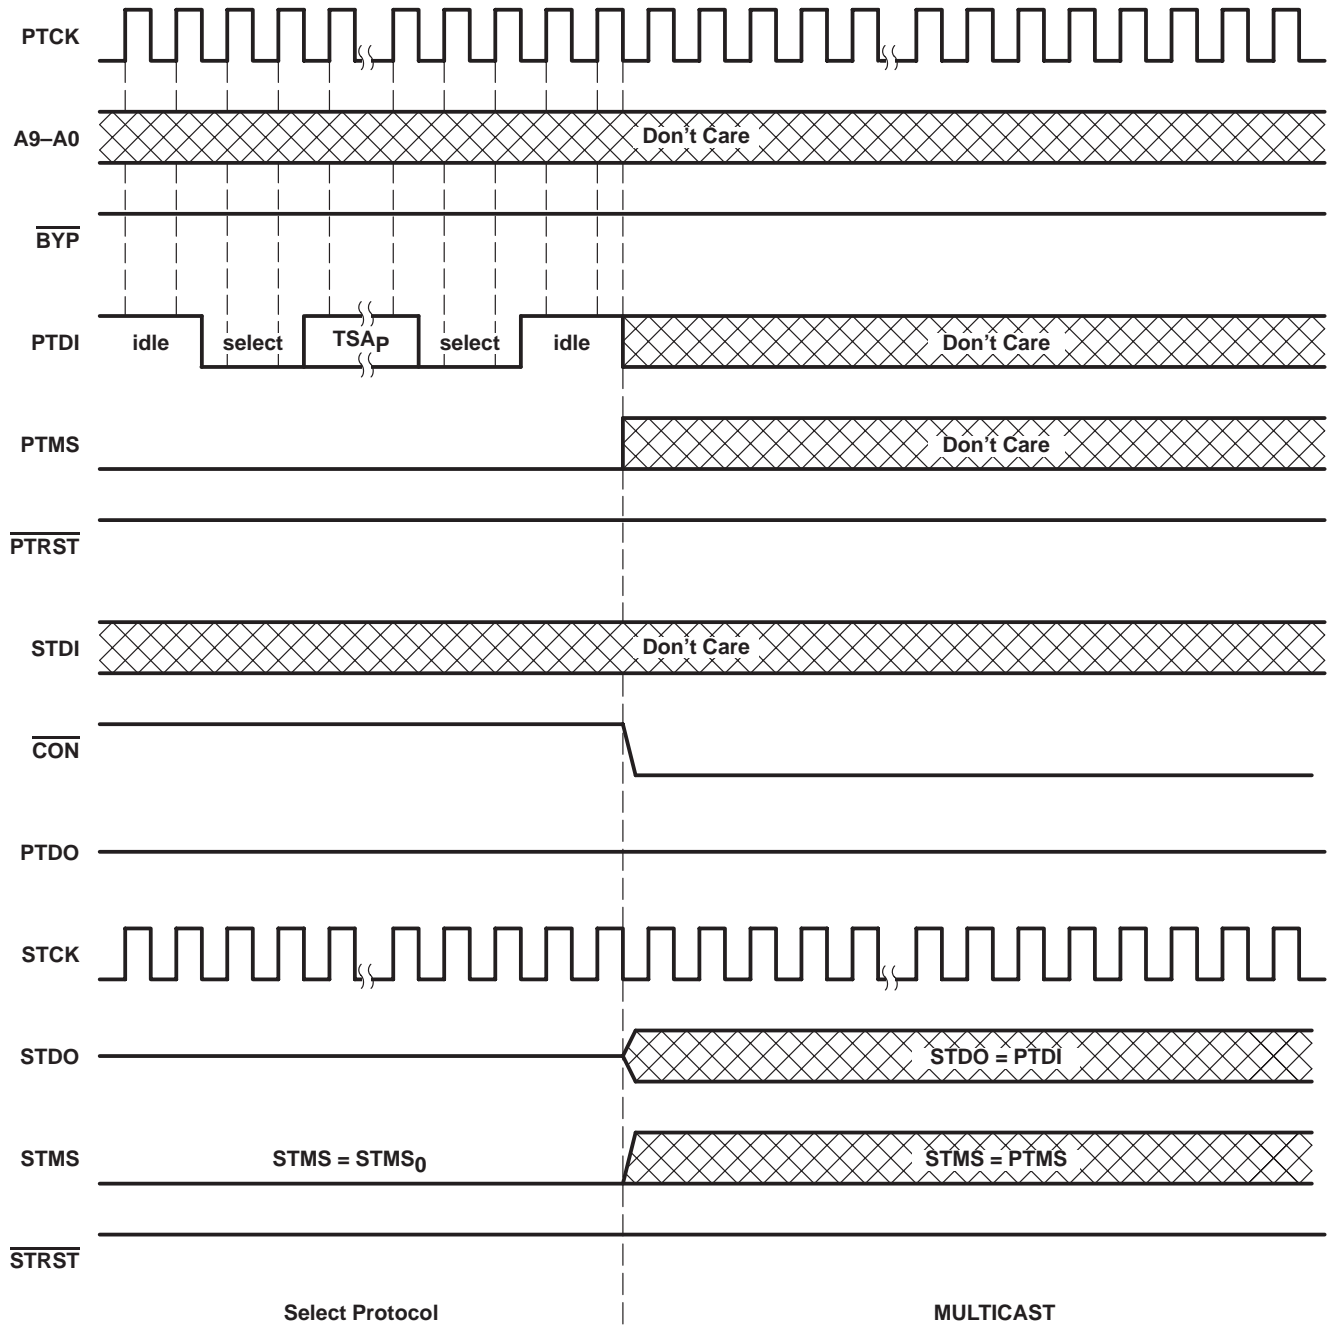 PTCK
A9–A0 Don't Care
BYP
PTDI idle select TSAP select idle Don't Care
PTMS Don't Care
PTRST
STDI Don't Care
CON
PTDO
STCK
STDO STDO = PTDI
STMS STMS = STMS0 STMS = PTMS
STRST
Select Protocol MULTICAST